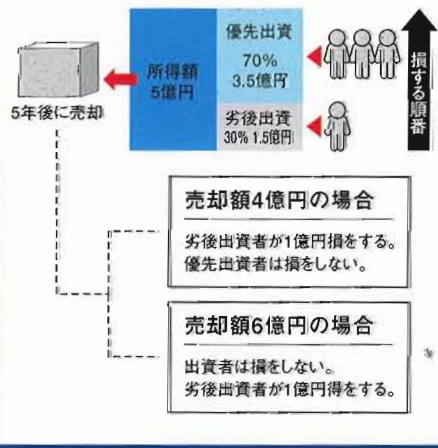 5年後に売却
所得額
5億円
優先出資
70%
3.5億円
劣後出資
30% 1.5億円
損する順番
売却額4億円の場合
劣後出資者が1億円損をする。
優先出資者は損をしない。
売却額6億円の場合
出資者は損をしない。
劣後出資者が1億円得をする。